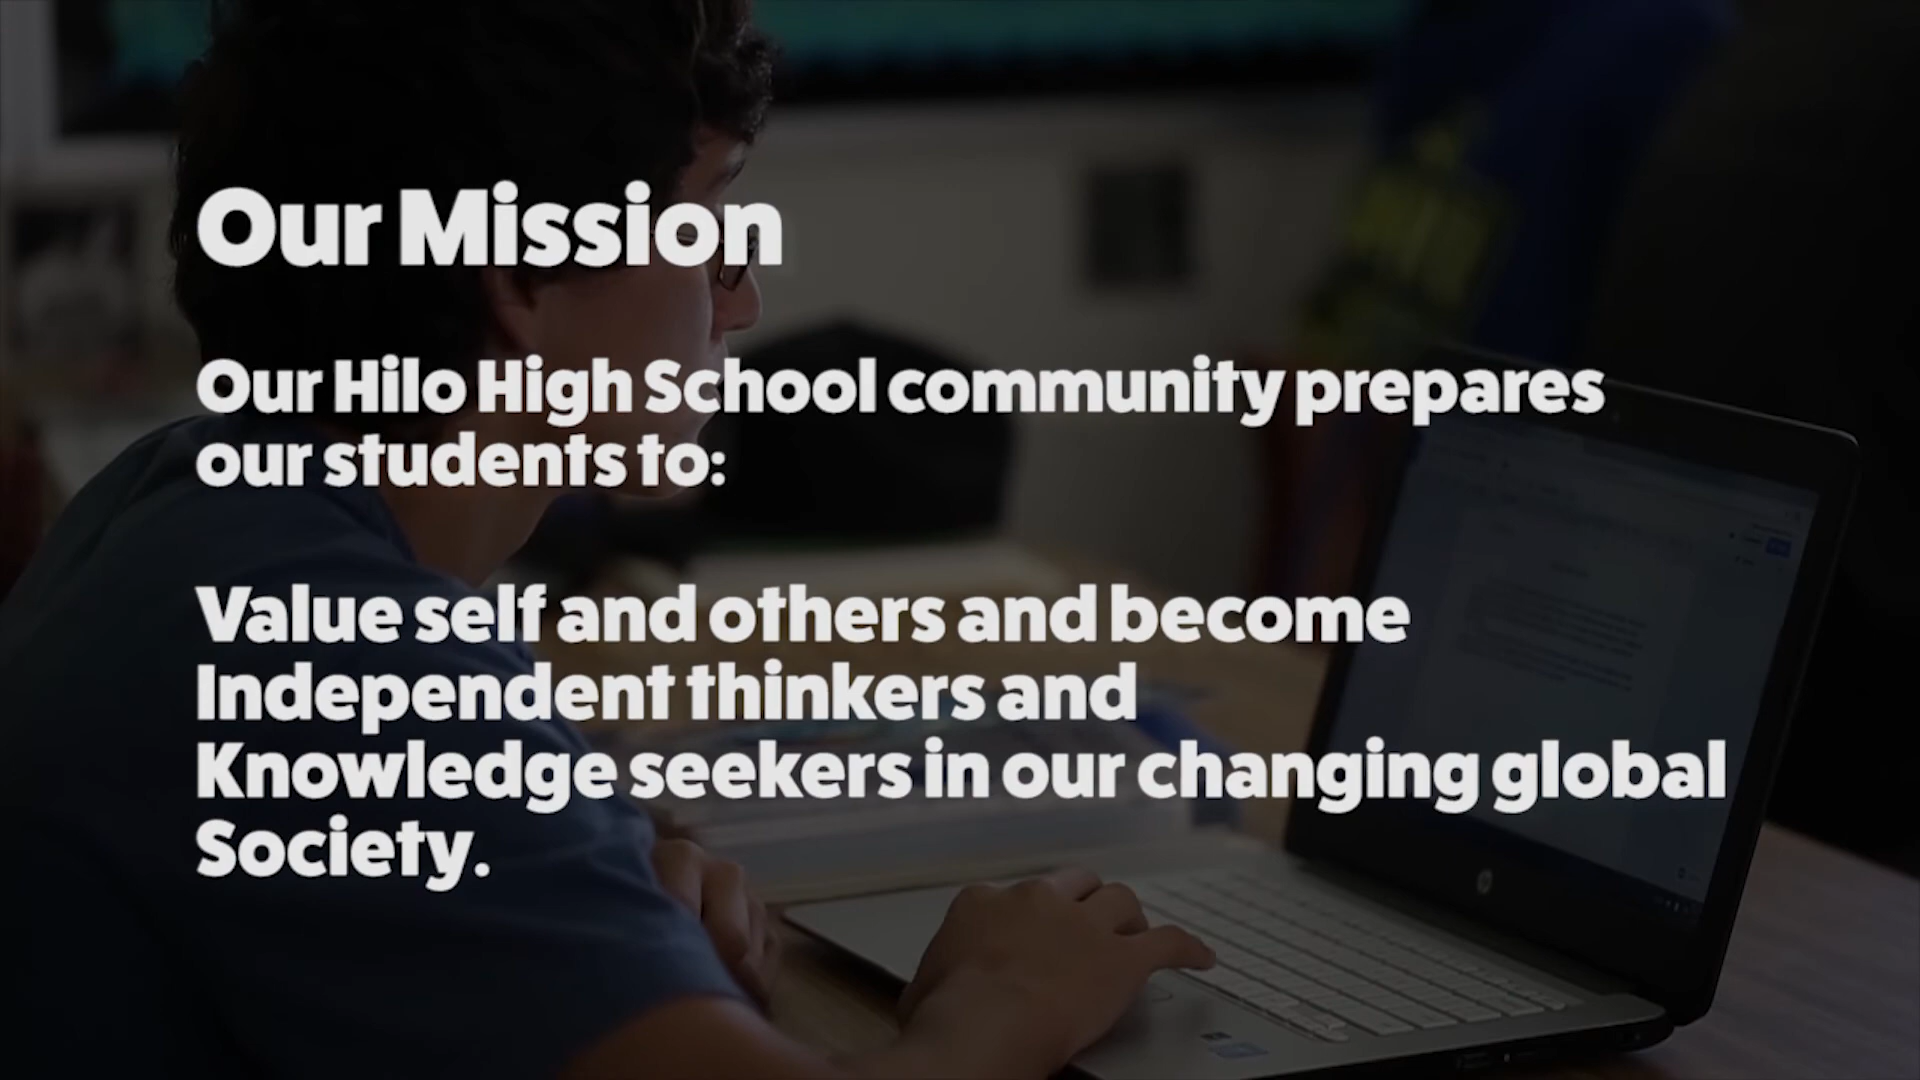 Our Mission
Our Hilo High School community prepares
our students to:
Value self and others and become
Independent thinkers and
Knowledge seekers in our changing global
Society.